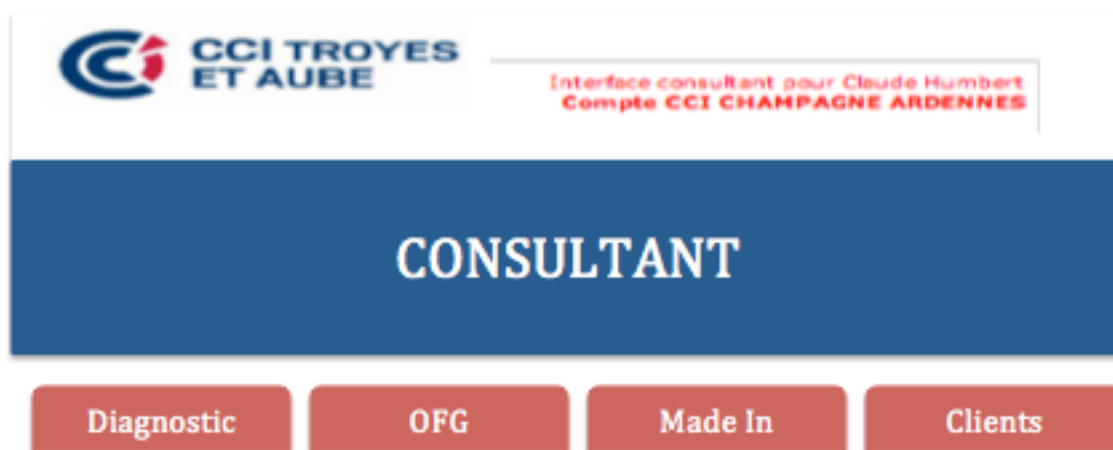 CCI TROYES
ET AUBE
Interface consultant pour Claude Humbert
Compte CCI CHAMPAGNE ARDENNES
CONSULTANT
Diagnostic
OFG
Made In
Clients